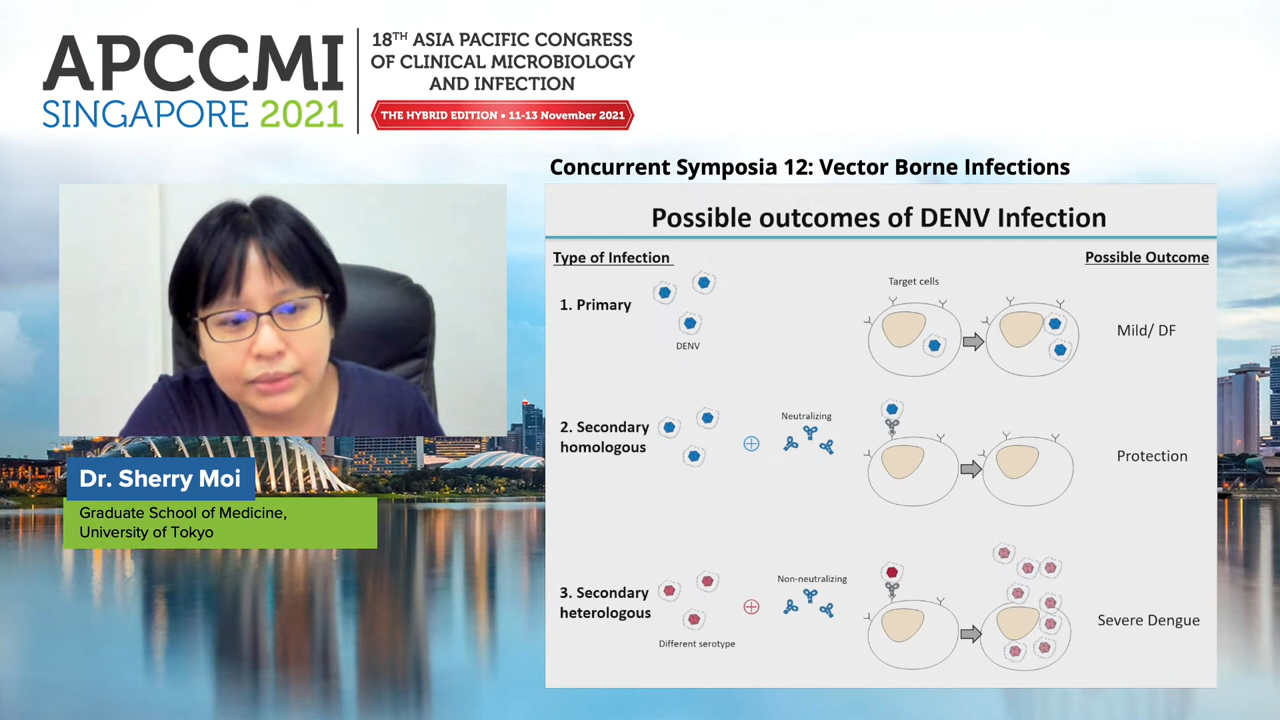 APCCMI
SINGAPORE 2021
18TH ASIA PACIFIC CONGRESS
OF CLINICAL MICROBIOLOGY
AND INFECTION
THE HYBRID EDITION • 11-13 November 2021
Concurrent Symposia 12: Vector Borne Infections
Possible outcomes of DENV Infection
Type of Infection
Possible Outcome
1. Primary
DENV
Target cells
Mild/ DF
2. Secondary
homologous
Neutralizing
Protection
3. Secondary
heterologous
Different serotype
Non-neutralizing
Severe Dengue
Dr. Sherry Moi
Graduate School of Medicine,
University of Tokyo